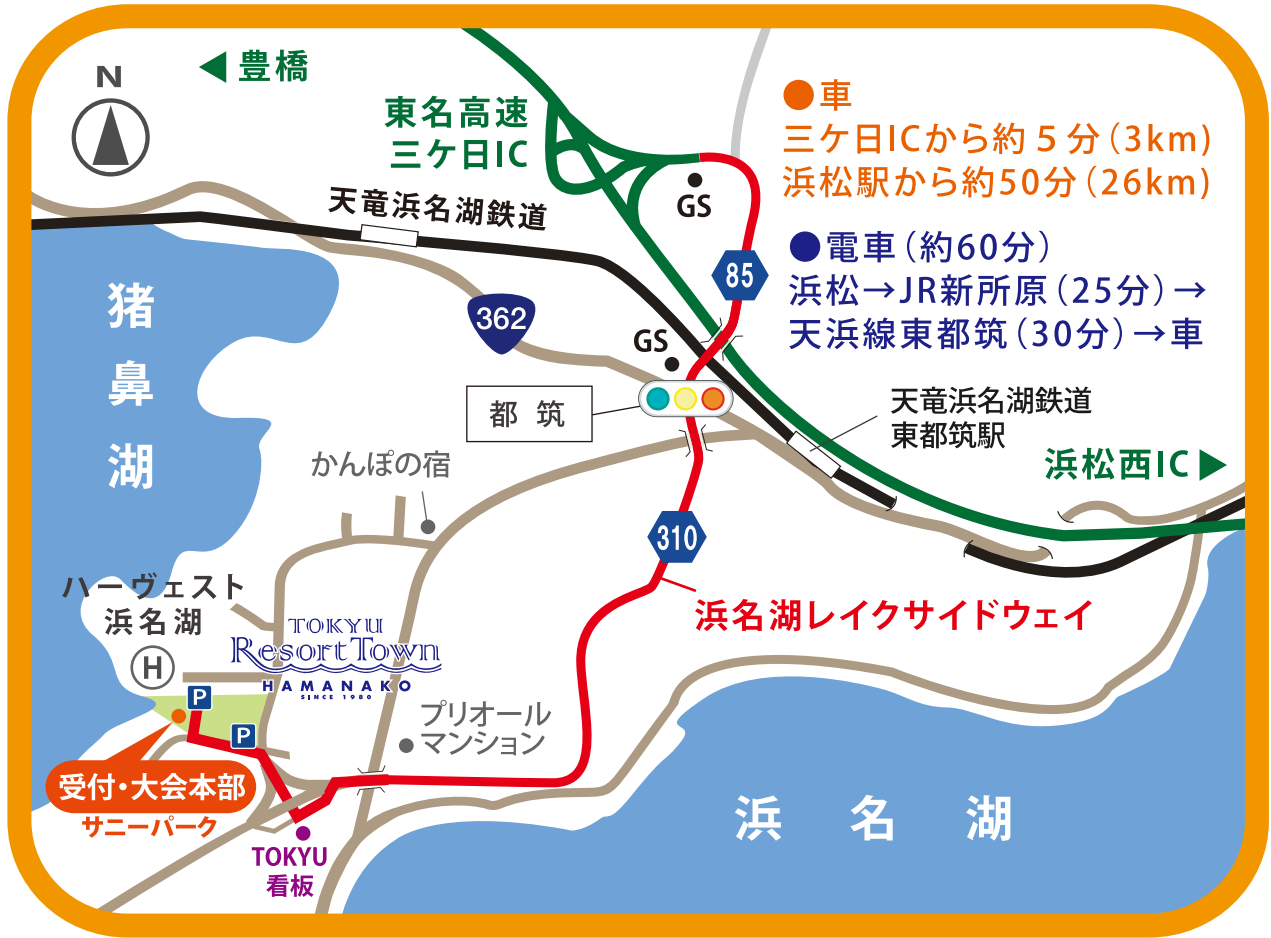 N
豊橋
東名高速
三ケ日IC
●車
三ケ日ICから約5分(3km)
浜松駅から約50分(26km)
天竜浜名湖鉄道
GS
●電車(約60分)
浜松→JR新所原(25分)→
天浜線東都筑(30分)→車
85
猪鼻湖
362
GS
都筑
天竜浜名湖鉄道
東都筑駅
浜松西IC
かんぽの宿
310
ハーヴェスト
浜名湖
H
浜名湖レイクサイドウェイ
TOKYU
Resort Town
HAMANAKO
SINCE 1980
P
P
プリオール
マンション
受付・大会本部
サニーパーク
浜名湖
TOKYU
看板